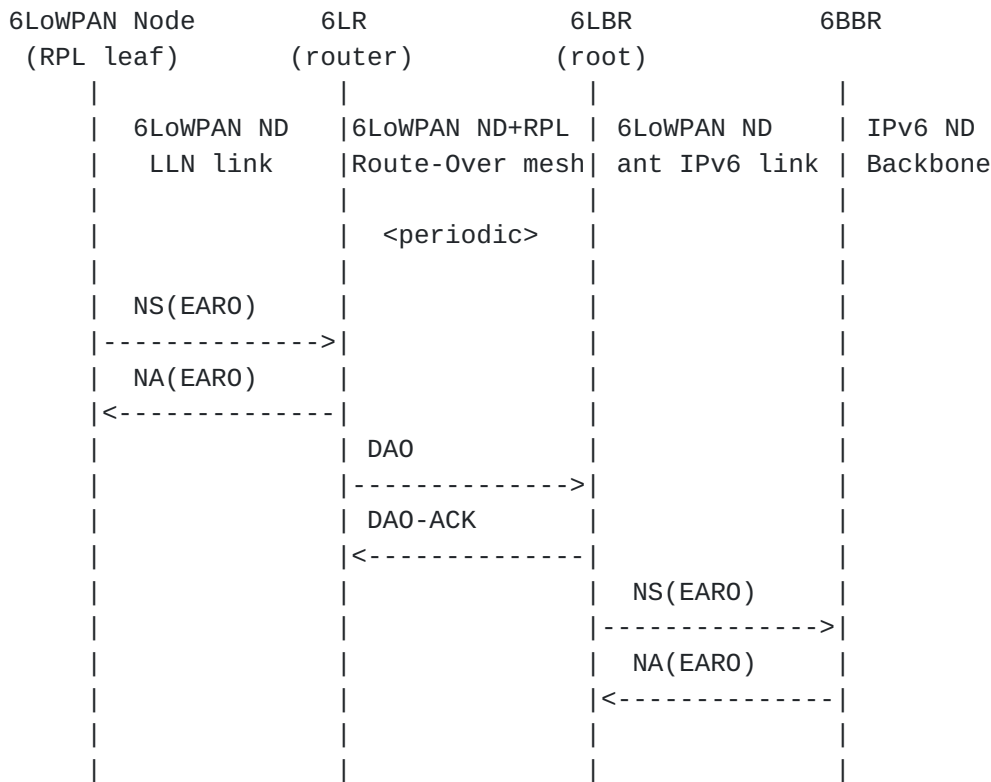 6LoWPAN Node 6LR 6LBR 6BBR
(RPL leaf) (router) (root)
6LoWPAN ND 6LoWPAN ND+RPL 6LoWPAN ND IPv6 ND
LLN link Route-Over mesh ant IPv6 link Backbone
<periodic>
NS(EARO)
NA(EARO)
DAO
DAO-ACK
NS(EARO)
NA(EARO)